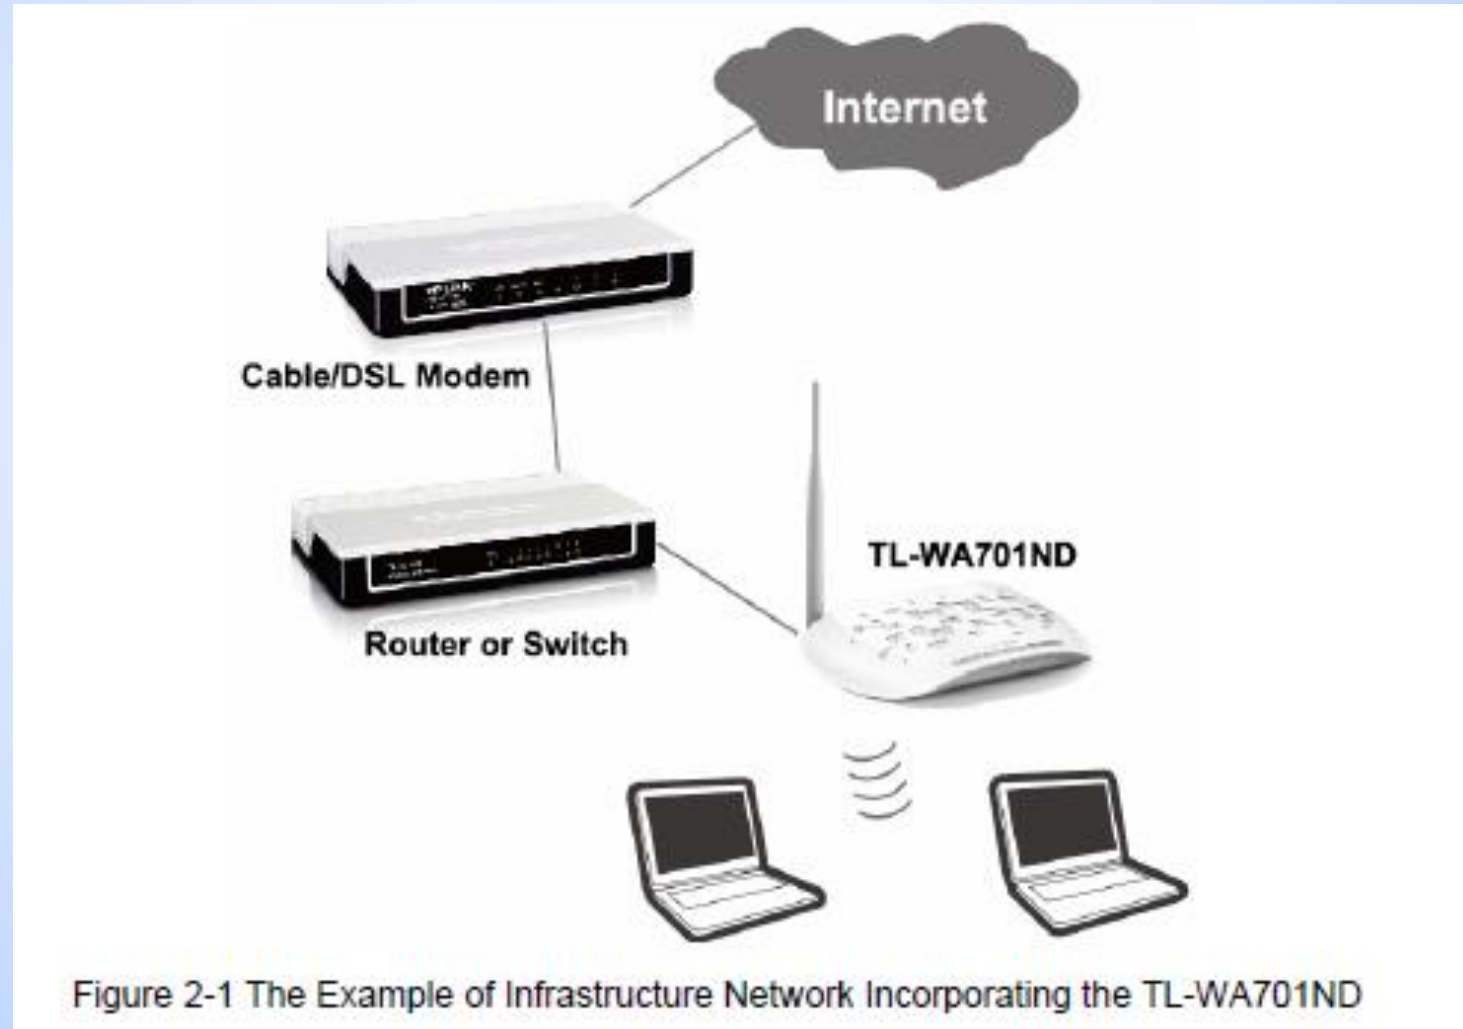 Internet
Cable/DSL Modem
TL-WA701ND
Router or Switch
Figure 2-1 The Example of Infrastructure Network Incorporating the TL-WA701ND